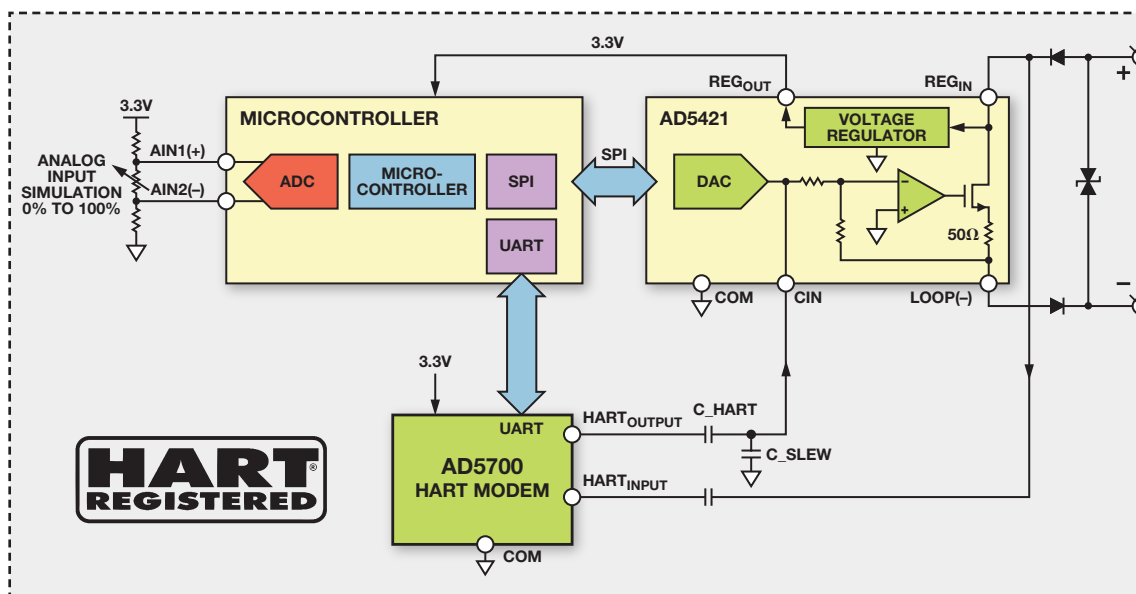 3.3V
REGOUT
REGIN
3.3V
MICROCONTROLLER
AD5421
VOLTAGE
REGULATOR
ANALOG
INPUT
SIMULATION
0% TO 100%
AIN1(+)
AIN2(–)
ADC
MICRO-
CONTROLLER
SPI
UART
SPI
DAC
–
+
50Ω
COM
CIN
LOOP(–)
+
–
3.3V
UART
AD5700
HART MODEM
COM
HARTOUTPUT
C_HART
C_SLEW
HARTINPUT
HART®
REGISTERED